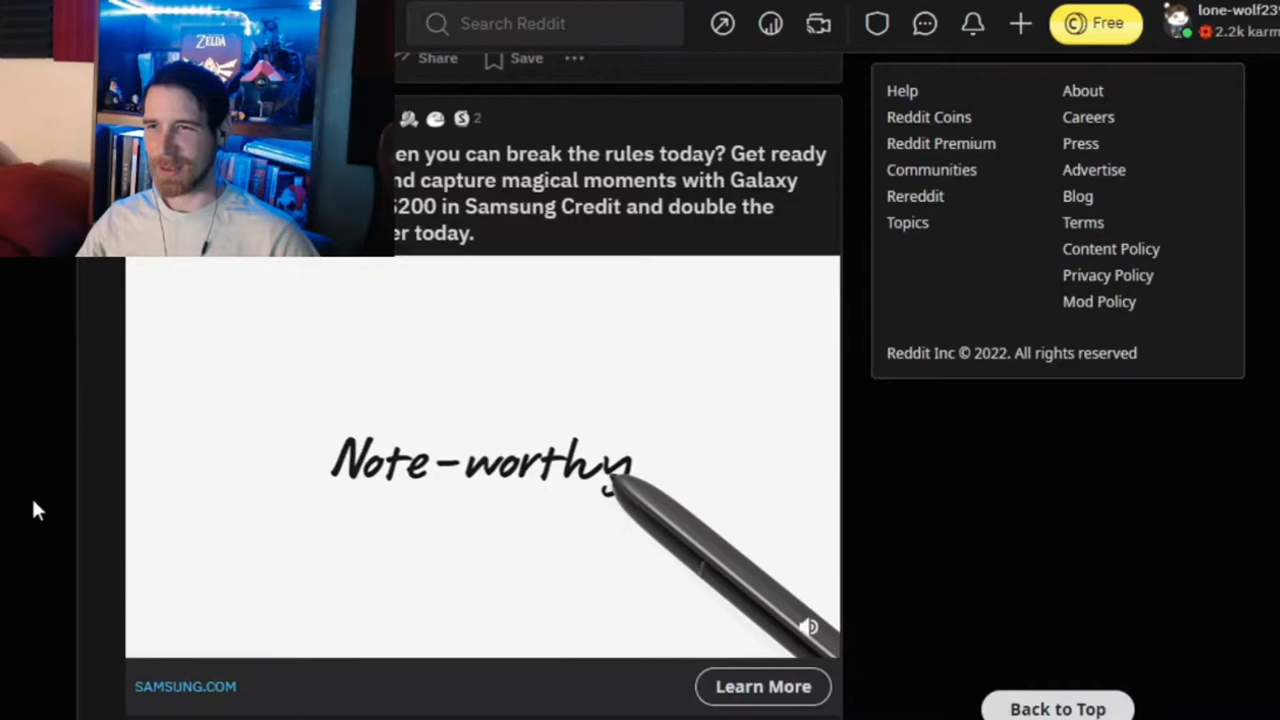 ZELDA
Search Reddit
Free
lone-wolf239
2.2k karm
Share
Save
2
en you can break the rules today? Get ready
nd capture magical moments with Galaxy
$200 in Samsung Credit and double the
er today.
Note-worthy
SAMSUNG.COM
Learn More
Help
About
Reddit Coins
Careers
Reddit Premium
Press
Communities
Advertise
Rereddit
Blog
Topics
Terms
Content Policy
Privacy Policy
Mod Policy
Reddit Inc © 2022. All rights reserved
Back to Top